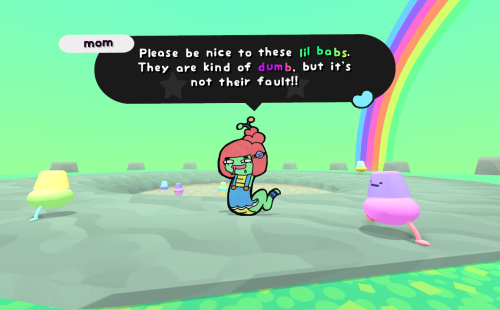 mom
Please be nice to these lil babs.
They are kind of dumb, but it's
not their fault!!